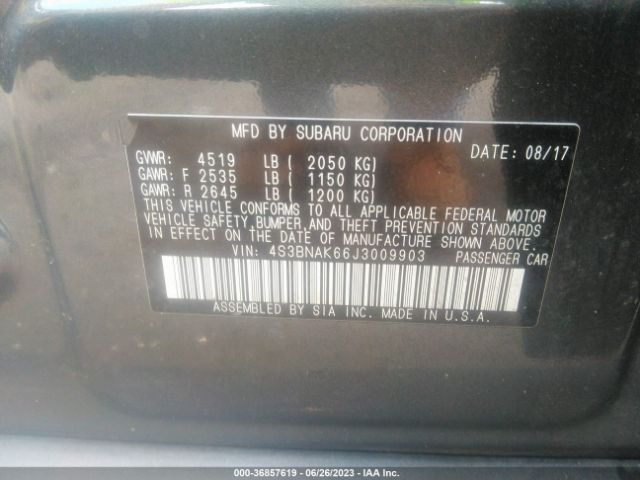 MFD BY SUBARU CORPORATION
GVWR: 4519 LB ( 2050 KG) DATE: 08/17
GAWR: F 2535 LB ( 1150 KG)
GAWR: R 2645 LB ( 1200 KG)
THIS VEHICLE CONFORMS TO ALL APPLICABLE FEDERAL MOTOR
VEHICLE SAFETY,BUMPER,AND THEFT PREVENTION STANDARDS
IN EFFECT ON THE DATE OF MANUFACTURE SHOWN ABOVE.
VIN: 4S3BNAK66J3009903 PASSENGER CAR
ASSEMBLED BY SIA INC. MADE IN U.S.A.
000-36857619 - 06/26/2023 - IAA Inc.